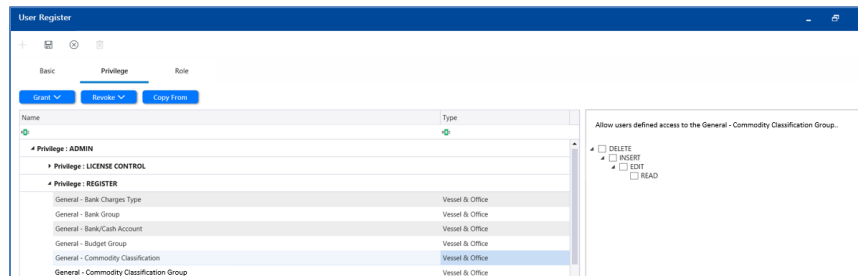 User Register
Basic Privilege Role
Grant Revoke Copy From
Name Type
Allow users defined access to the General - Commodity Classification Group..
Privilege : ADMIN
Privilege : LICENSE CONTROL
Privilege : REGISTER
General - Bank Charges Type Vessel & Office
General - Bank Group Vessel & Office
General - Bank/Cash Account Vessel & Office
General - Budget Group Vessel & Office
General - Commodity Classification Vessel & Office
General - Commodity Classification Group Vessel & Office
DELETE
INSERT
EDIT
READ